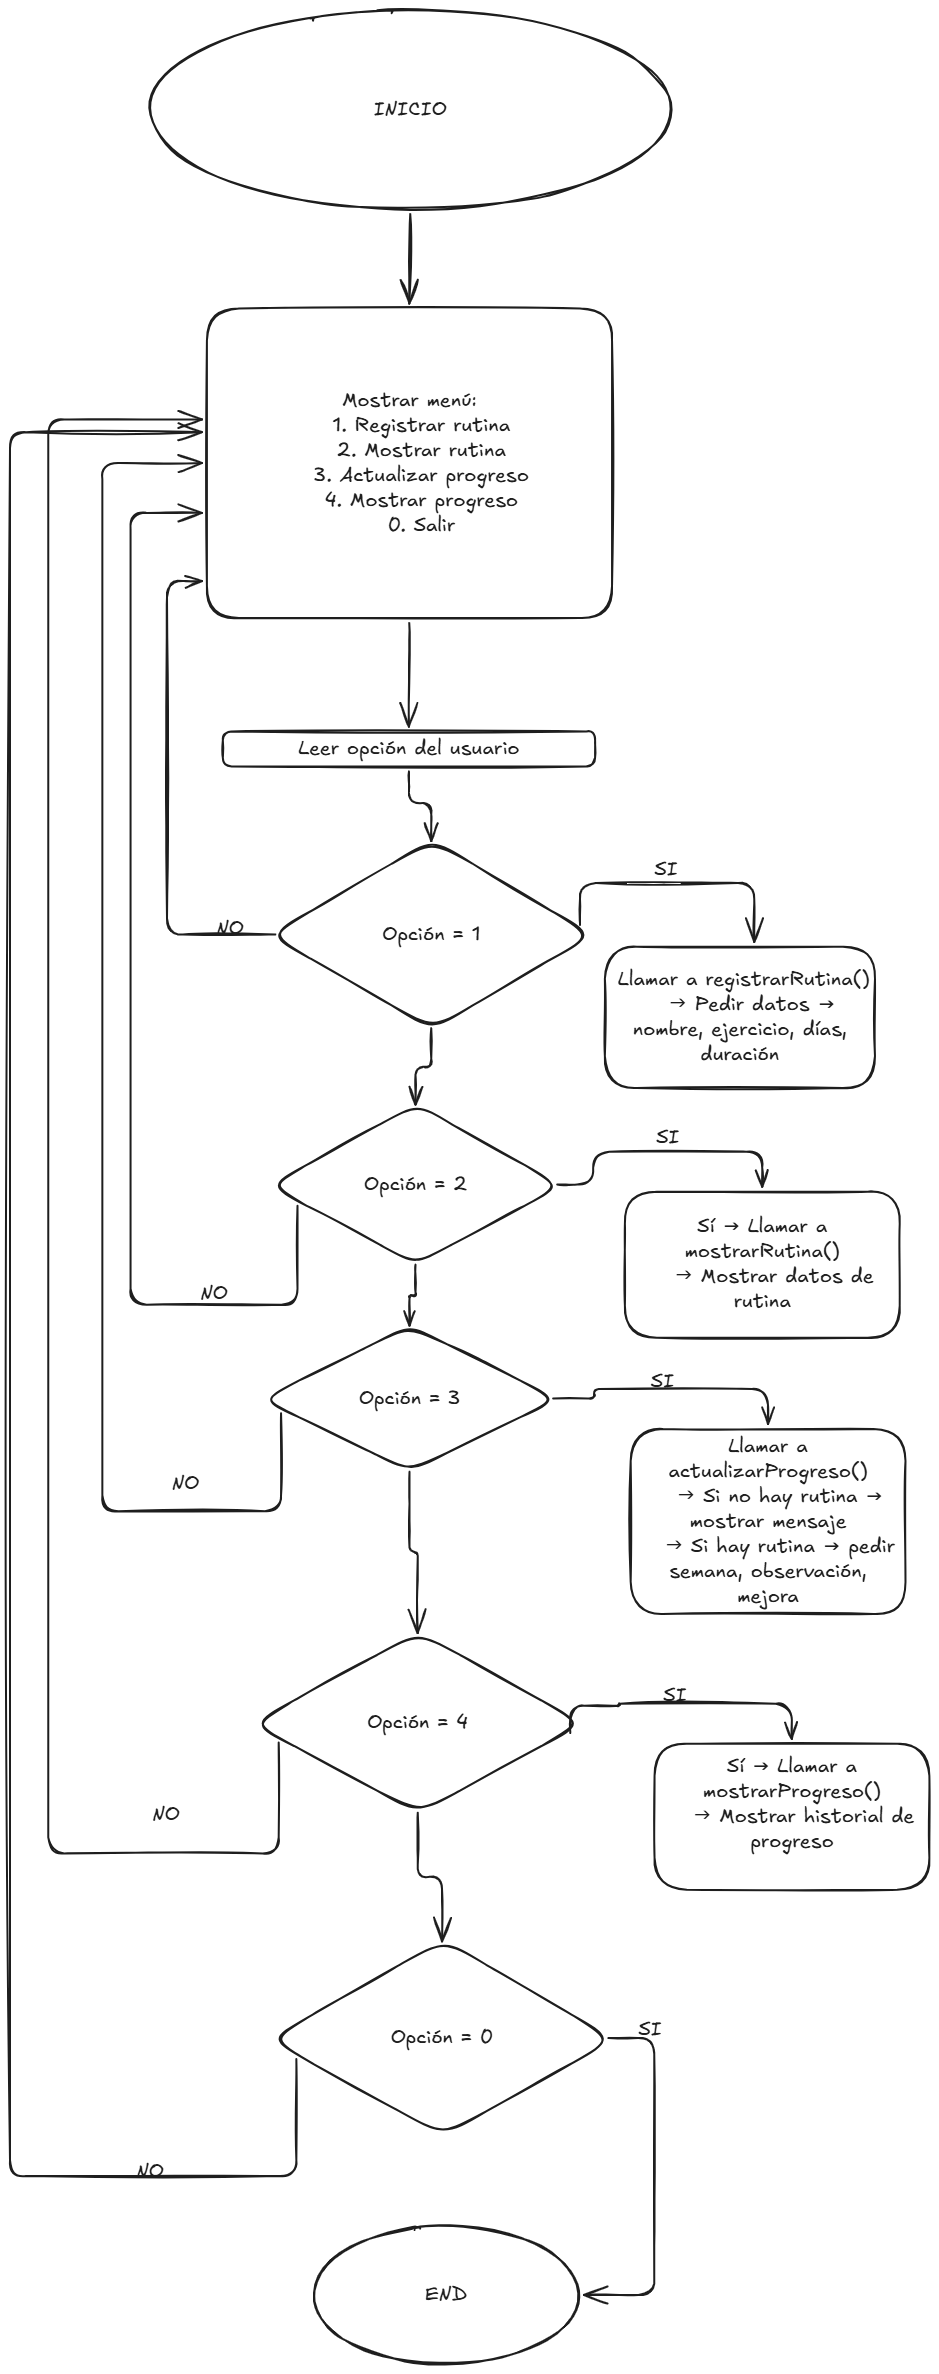 INICIO
Mostrar menú:
1. Registrar rutina
2. Mostrar rutina
3. Actualizar progreso
4. Mostrar progreso
0. Salir
Leer opción del usuario
Opción = 1
NO
SI
Llamar a registrarRutina()
→ Pedir datos →
nombre, ejercicio, días,
duración
Opción = 2
NO
SI
Sí → Llamar a
mostrarRutina()
→ Mostrar datos de
rutina
Opción = 3
NO
SI
Llamar a
actualizarProgreso()
→ Si no hay rutina →
mostrar mensaje
→ Si hay rutina → pedir
semana, observación,
mejora
Opción = 4
NO
SI
Sí → Llamar a
mostrarProgreso()
→ Mostrar historial de
progreso
Opción = 0
SI
NO
END